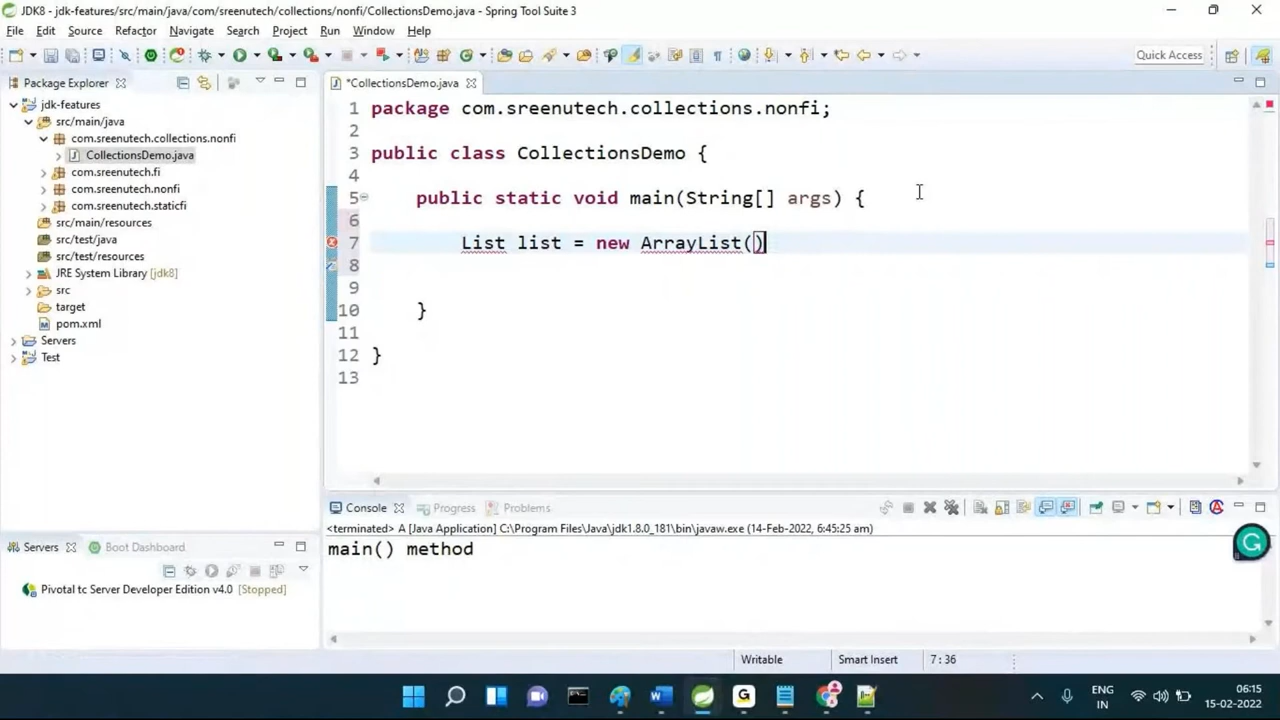 JDK8 - jdk-features/src/main/java/com/sreenutech/collections/nonfi/CollectionsDemo.java - Spring Tool Suite 3
File Edit Source Refactor Navigate Search Project Run Window Help
Quick Access
Package Explorer
jdk-features
src/main/java
com.sreenutech.collections.nonfi
CollectionsDemo.java
com.sreenutech.fi
com.sreenutech.nonfi
com.sreenutech.staticfi
src/main/resources
src/test/java
src/test/resources
JRE System Library [jdk8]
src
target
pom.xml
Servers
Test
*CollectionsDemo.java
1 package com.sreenutech.collections.nonfi;
2
3 public class CollectionsDemo {
4
5 public static void main(String[] args) {
6
7 List list = new ArrayList()
8
9
10 }
11
12 }
13
Servers Boot Dashboard
Pivotal tc Server Developer Edition v4.0 [Stopped]
Console Progress Problems
<terminated> A [Java Application] C:\Program Files\Java\jdk1.8.0_181\bin\javaw.exe (14-Feb-2022, 6:45:25 am)
main() method
Writable Smart Insert 7 : 36
ENG
IN
06:15
15-02-2022